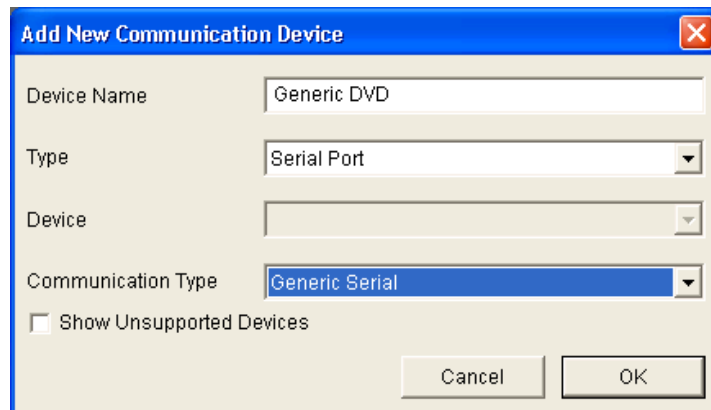 Add New Communication Device
Device Name Generic DVD
Type Serial Port
Device
Communication Type Generic Serial
Show Unsupported Devices
Cancel OK